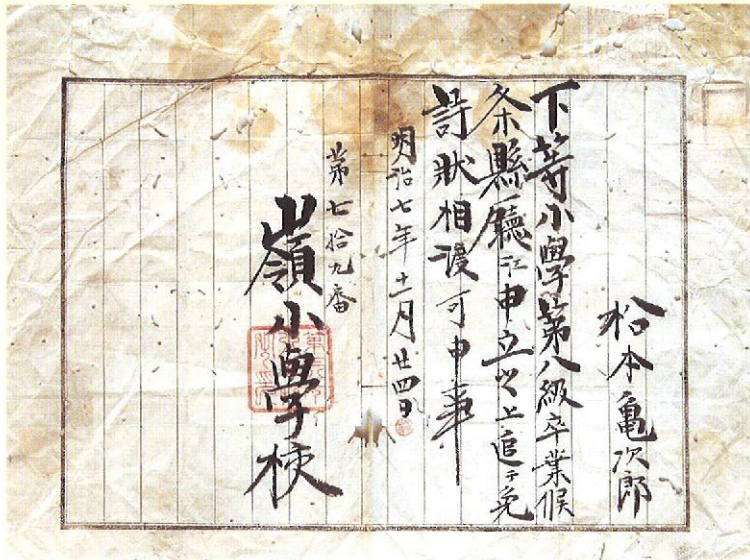 松本亀次郎
下等小學第八級卒業候
条縣廳江申立之上追テ免
許狀相渡可申事
明治七年十二月廿四日
第七拾九番
嶺小學校